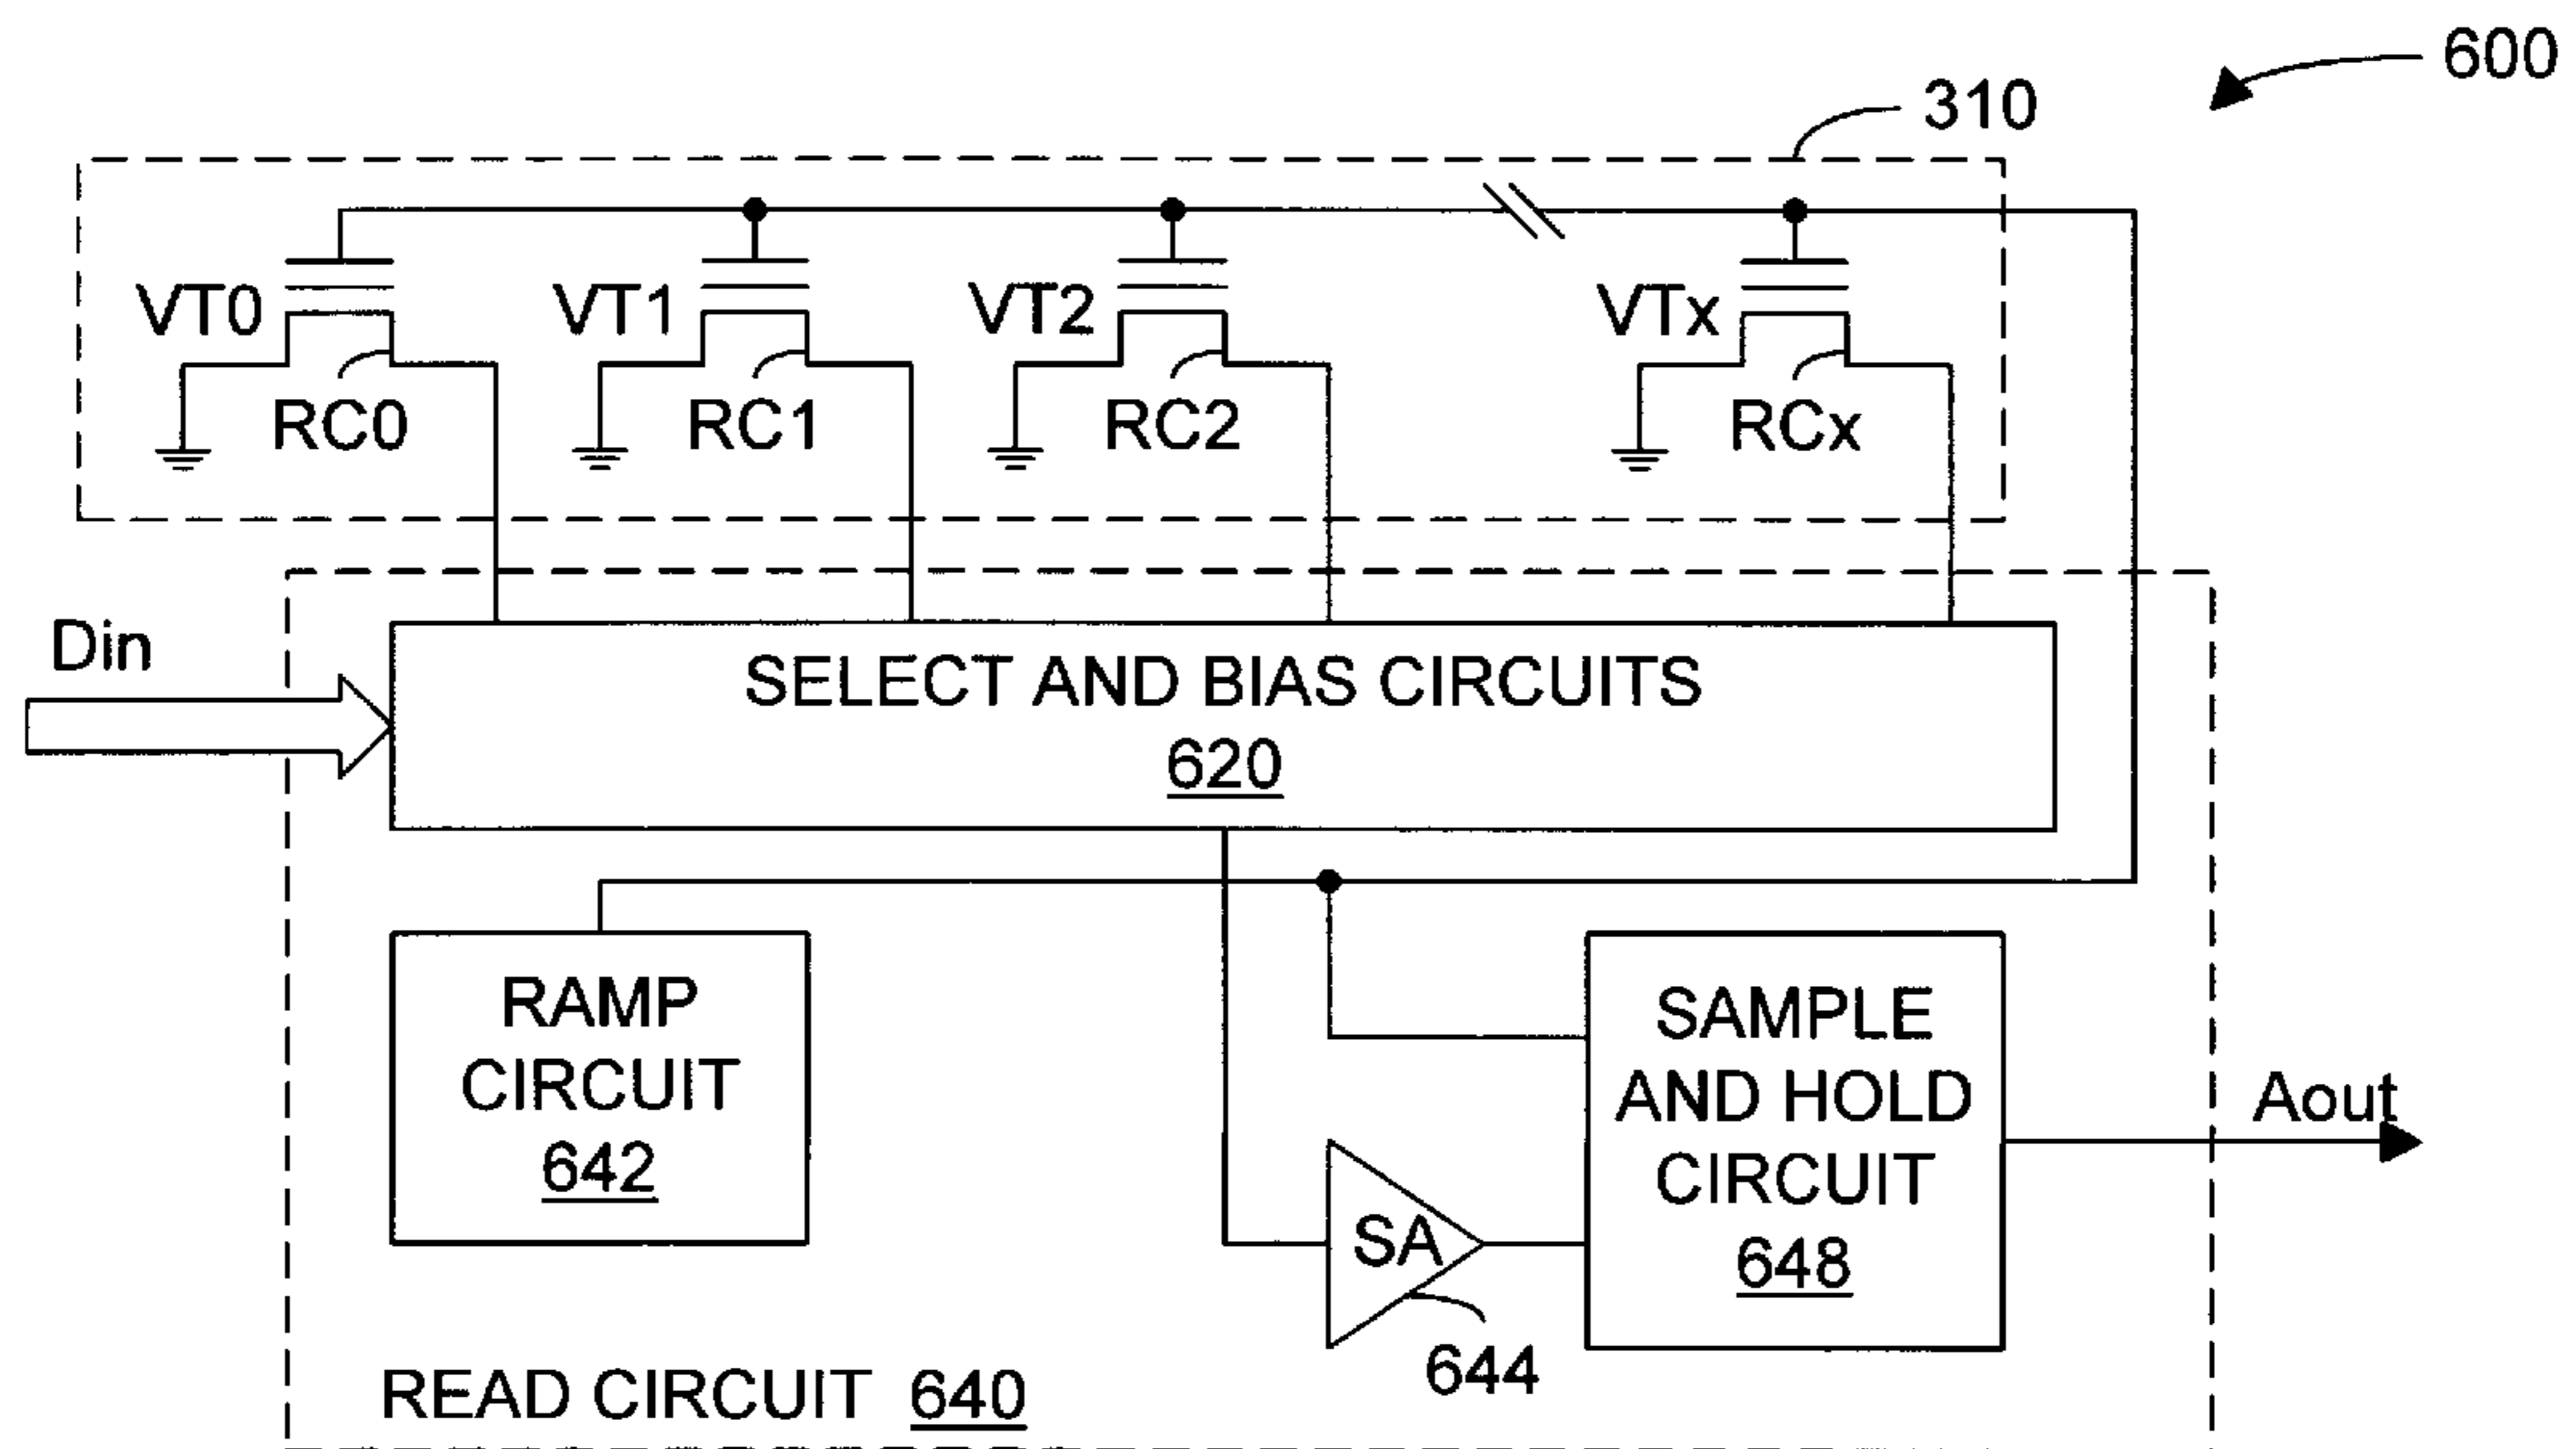 600
310
VT0
VT1
VT2
VTx
RC0
RC1
RC2
RCx
Din
SELECT AND BIAS CIRCUITS
620
RAMP
CIRCUIT
642
SAMPLE
AND HOLD
CIRCUIT
648
Aout
SA
644
READ CIRCUIT 640